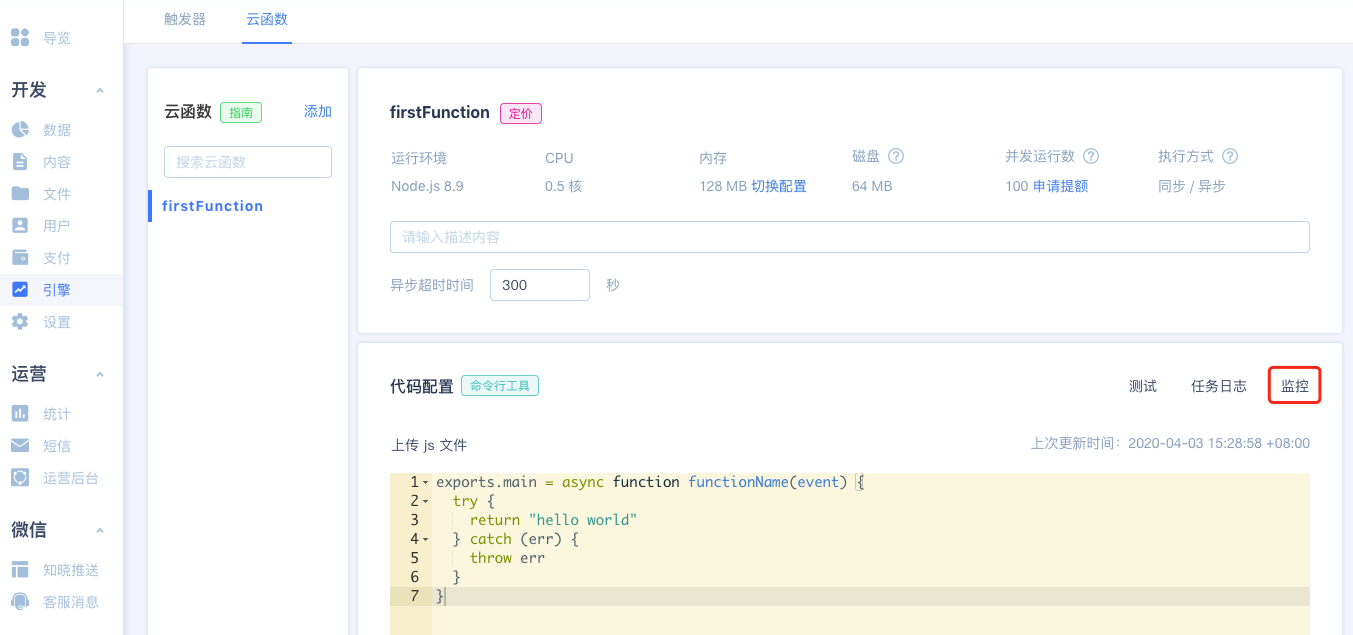 触发器 云函数
导览
开发
数据
内容
文件
用户
支付
引擎
设置
运营
统计
短信
运营后台
微信
知晓推送
客服消息
云函数 指南 添加
搜索云函数
firstFunction
firstFunction 定价
运行环境 CPU 内存 磁盘 ? 并发运行数 ? 执行方式 ?
Node.js 8.9 0.5 核 128 MB 切换配置 64 MB 100 申请提额 同步 / 异步
请输入描述内容
异步超时时间 300 秒
代码配置 命令行工具 测试 任务日志 监控
上传 js 文件 上次更新时间：2020-04-03 15:28:58 +08:00
1 exports.main = async function functionName(event) {
2 try {
3 return "hello world"
4 } catch (err) {
5 throw err
6 }
7 }